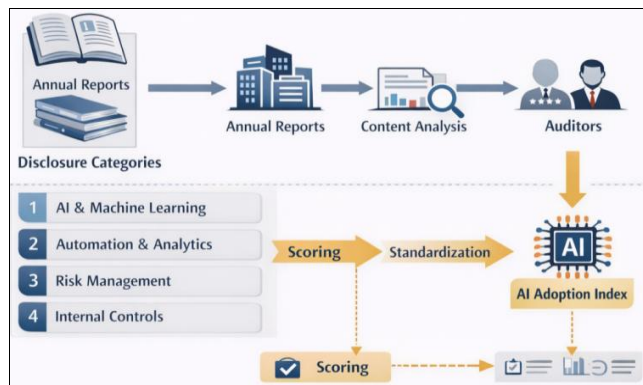 Annual Reports
Disclosure Categories
Annual Reports
Content Analysis
Auditors
1 AI & Machine Learning
2 Automation & Analytics
3 Risk Management
4 Internal Controls
Scoring
Standardization
AI
AI Adoption Index
Scoring